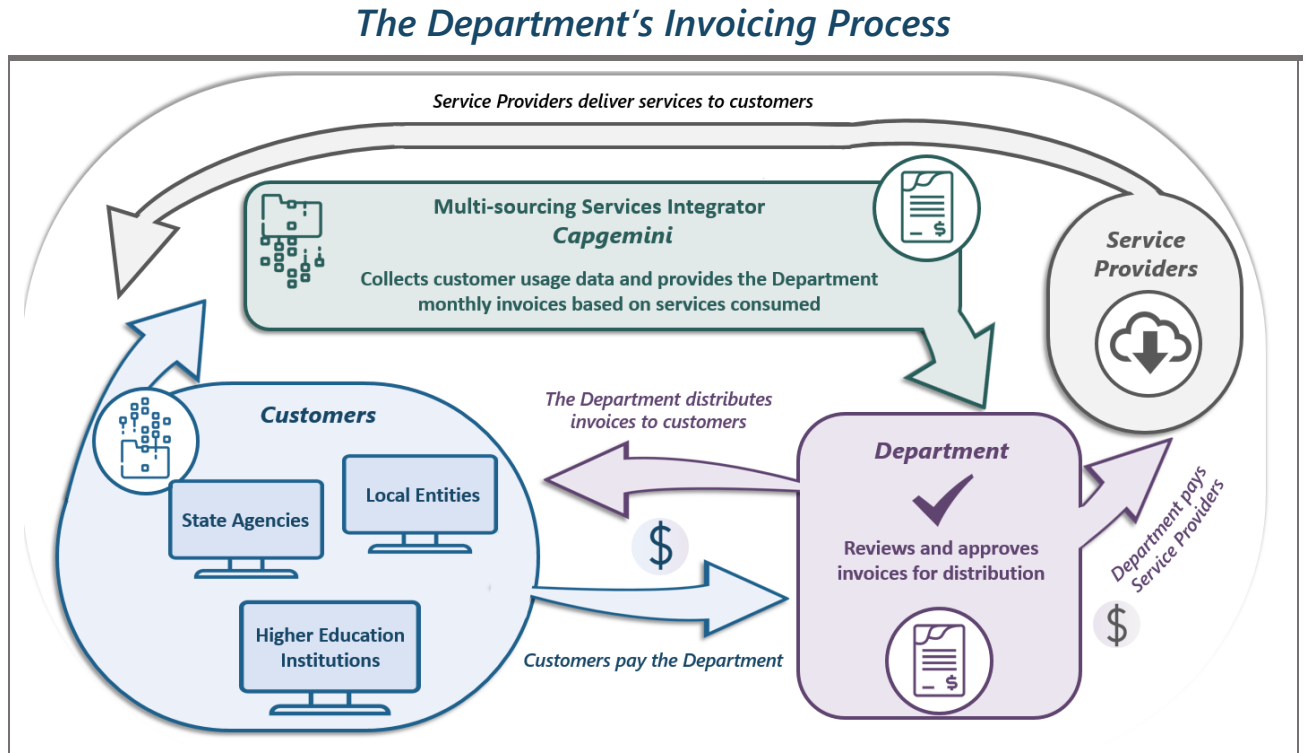 The Department's Invoicing Process
Service Providers deliver services to customers
Multi-sourcing Services Integrator
Capgemini
Collects customer usage data and provides the Department
monthly invoices based on services consumed
$
Service
Providers
Customers
State Agencies
Local Entities
Higher Education
Institutions
The Department distributes
invoices to customers
$
Customers pay the Department
Department
Reviews and approves
invoices for distribution
$
Department pays
Service Providers
$